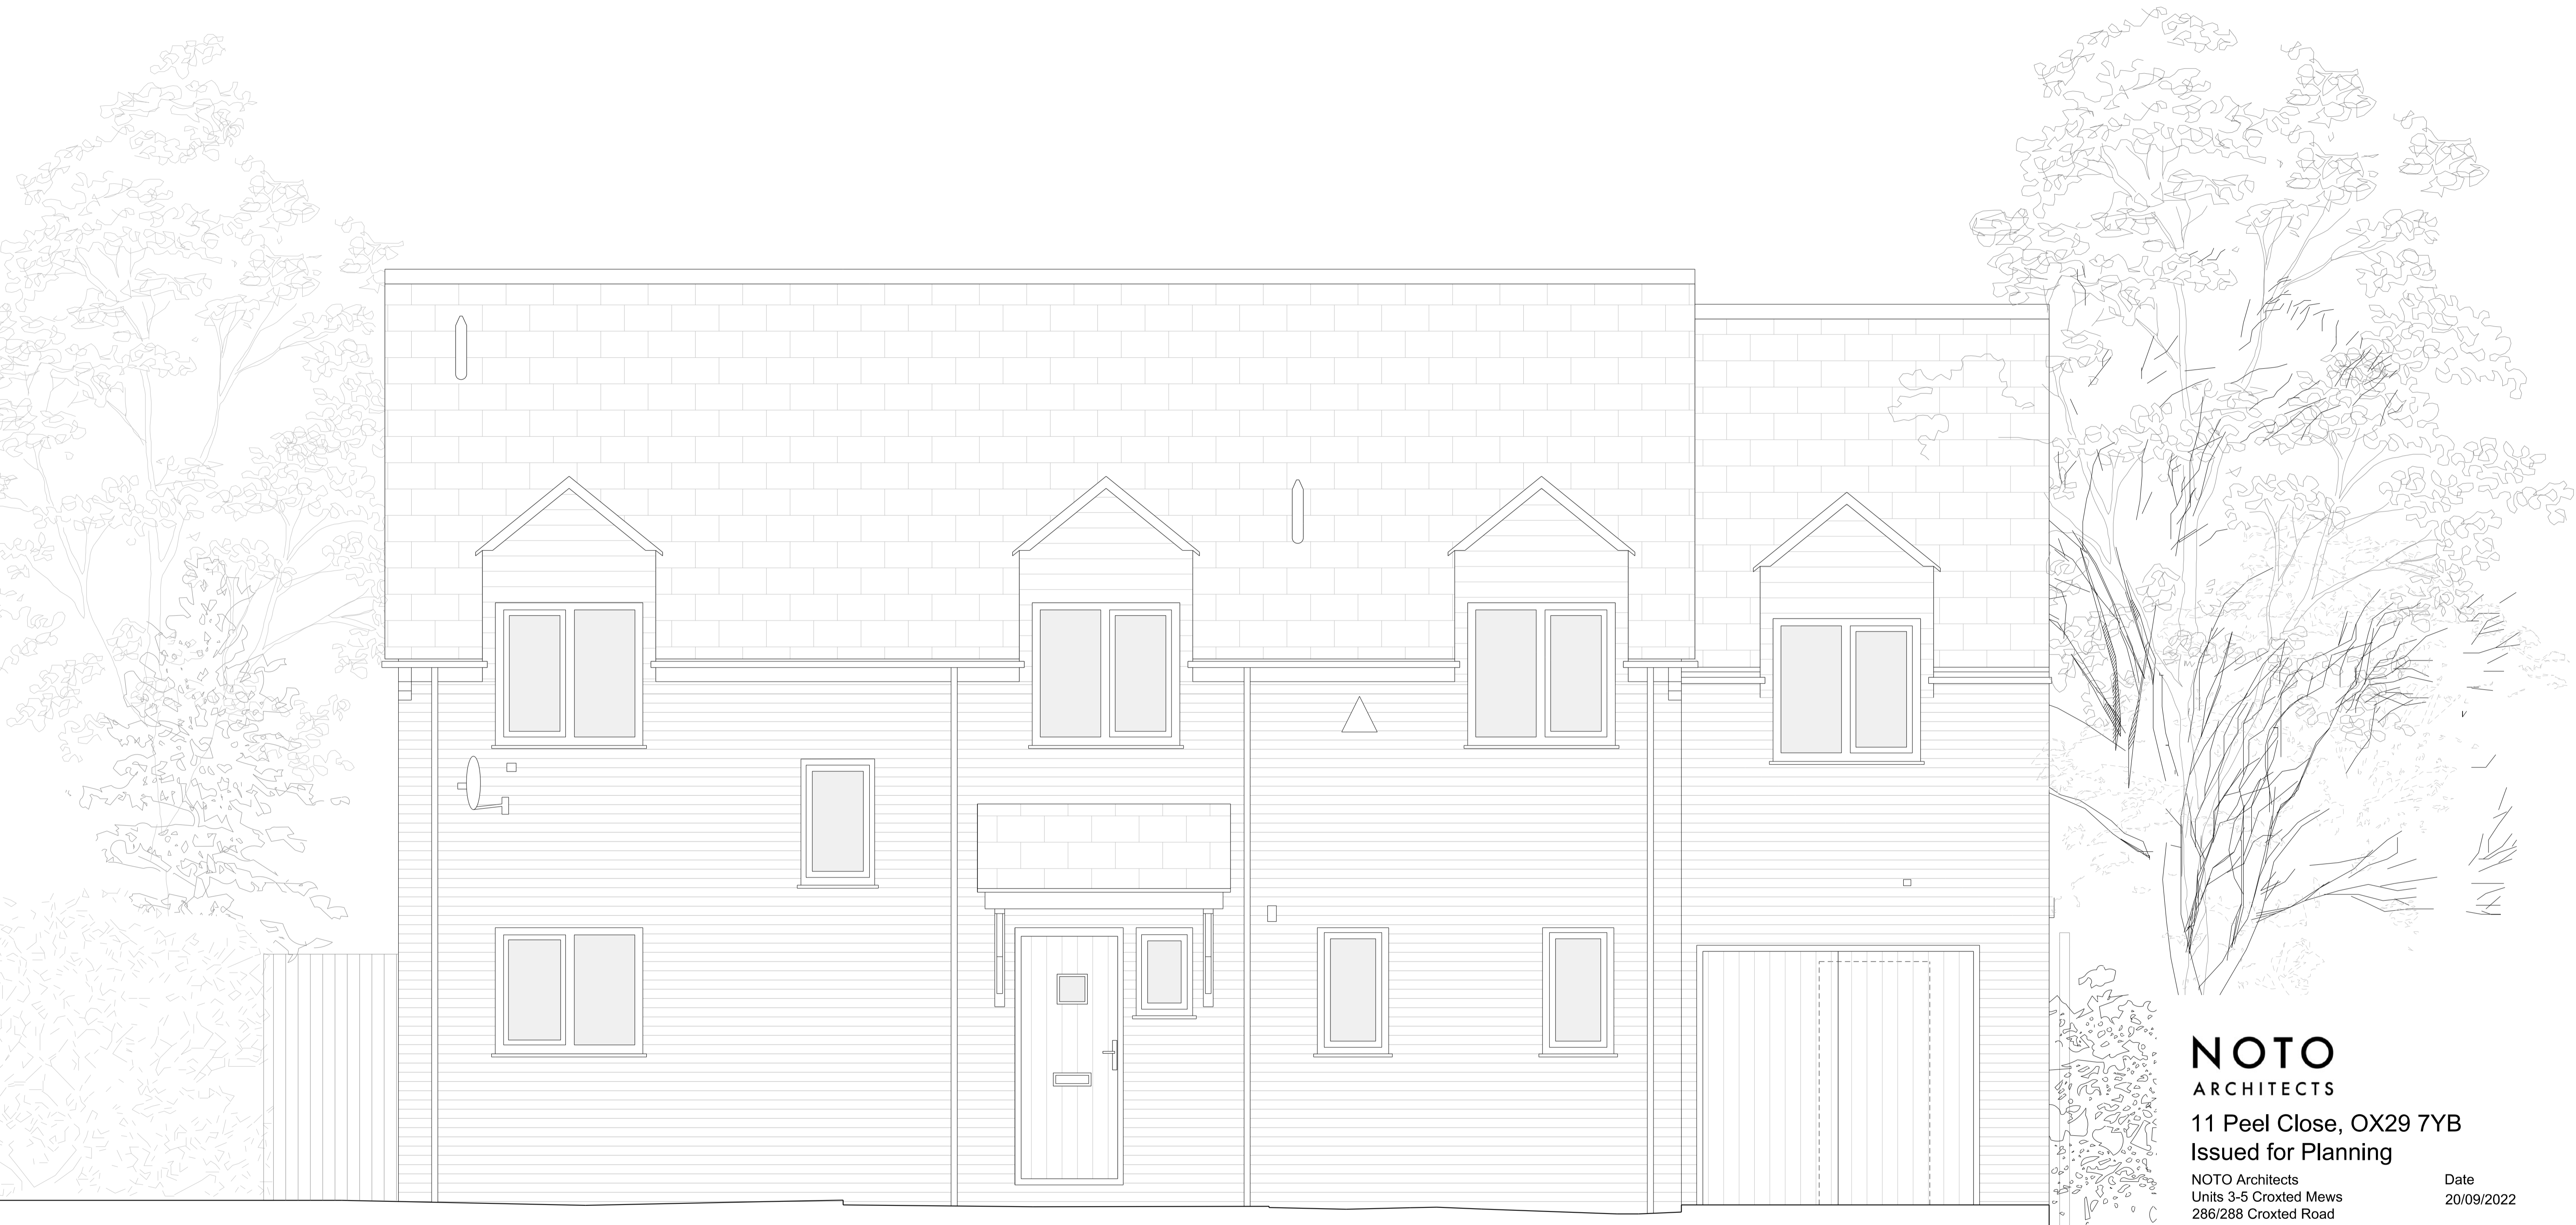 NOTO
ARCHITECTS
11 Peel Close, OX29 7YB
Issued for Planning
NOTO Architects
Date
Units 3-5 Croxted Mews
20/09/2022
286/288 Croxted Road